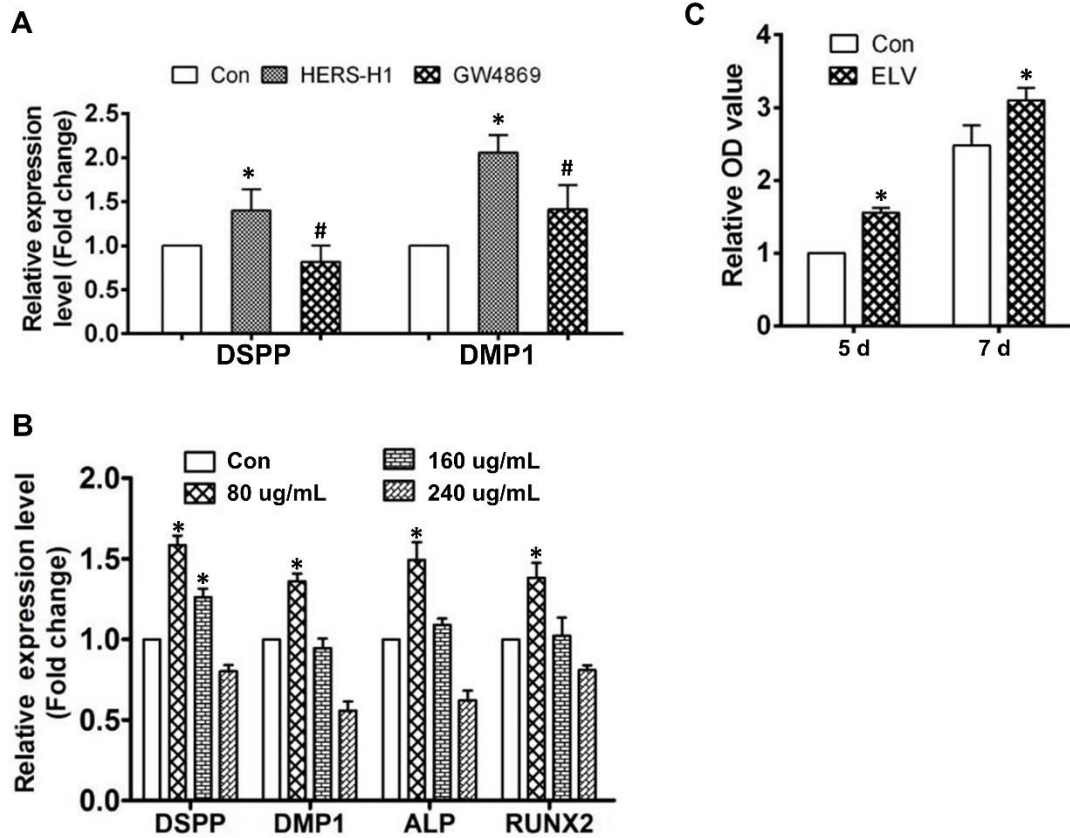 A
Con HERS-H1 GW4869
Relative expression
level (Fold change)
2.5
2.0
1.5
1.0
0.5
0.0
* # * #
DSPP DMP1
C
Con
ELV
Relative OD value
4
3
2
1
0
* *
5 d 7 d
B
Con 160 ug/mL
80 ug/mL 240 ug/mL
Relative expression level
(Fold change)
2.0
1.5
1.0
0.5
0.0
* * * * *
DSPP DMP1 ALP RUNX2